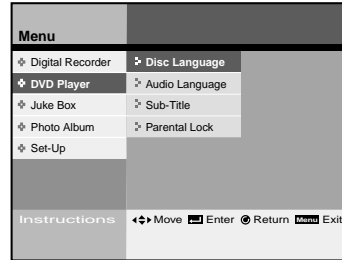 Menu
Digital Recorder
DVD Player
Juke Box
Photo Album
Set-Up
Disc Language
Audio Language
Sub-Title
Parental Lock
Instructions
Move Enter Return Menu Exit